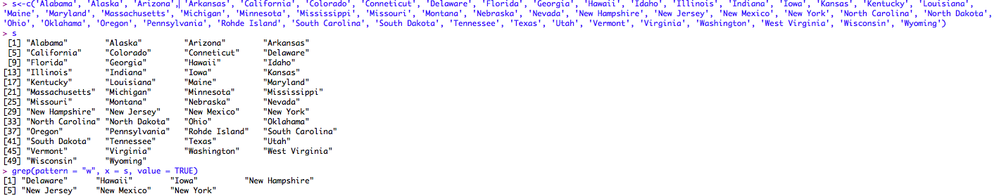 > s<-c('Alabama', 'Alaska', 'Arizona', 'Arkansas', 'California', 'Colorado', 'Conneticut', 'Delaware', 'Florida', 'Georgia', 'Hawaii', 'Idaho', 'Illinois', 'Indiana', 'Iowa', 'Kansas', 'Kentucky', 'Louisiana',
'Maine', 'Maryland', 'Massachusetts', 'Michigan', 'Minnesota', 'Mississippi', 'Missouri', 'Montana', 'Nebraska', 'Nevada', 'New Hampshire', 'New Jersey', 'New Mexico', 'New York', 'North Carolina', 'North Dakota',
'Ohio', 'Oklahoma', 'Oregon', 'Pennsylvania', 'Rohde Island', 'South Carolina', 'South Dakota', 'Tennessee', 'Texas', 'Utah', 'Vermont', 'Virginia', 'Washington', 'West Virginia', 'Wisconsin', 'Wyoming')
> s
[1] "Alabama" "Alaska" "Arizona" "Arkansas"
[5] "California" "Colorado" "Conneticut" "Delaware"
[9] "Florida" "Georgia" "Hawaii" "Idaho"
[13] "Illinois" "Indiana" "Iowa" "Kansas"
[17] "Kentucky" "Louisiana" "Maine" "Maryland"
[21] "Massachusetts" "Michigan" "Minnesota" "Mississippi"
[25] "Missouri" "Montana" "Nebraska" "Nevada"
[29] "New Hampshire" "New Jersey" "New Mexico" "New York"
[33] "North Carolina" "North Dakota" "Ohio" "Oklahoma"
[37] "Oregon" "Pennsylvania" "Rohde Island" "South Carolina"
[41] "South Dakota" "Tennessee" "Texas" "Utah"
[45] "Vermont" "Virginia" "Washington" "West Virginia"
[49] "Wisconsin" "Wyoming"
> grep(pattern = "w", x = s, value = TRUE)
[1] "Delaware" "Hawaii" "Iowa" "New Hampshire"
[5] "New Jersey" "New Mexico" "New York"